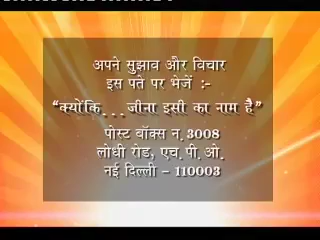 अपने सुझाव और विचार
इस पते पर भेजें :-
“क्योंकि...जीना इसी का नाम है”
पोस्ट बॉक्स न.3008
लोधी रोड, एच.पी.ओ.
नई दिल्ली - 110003